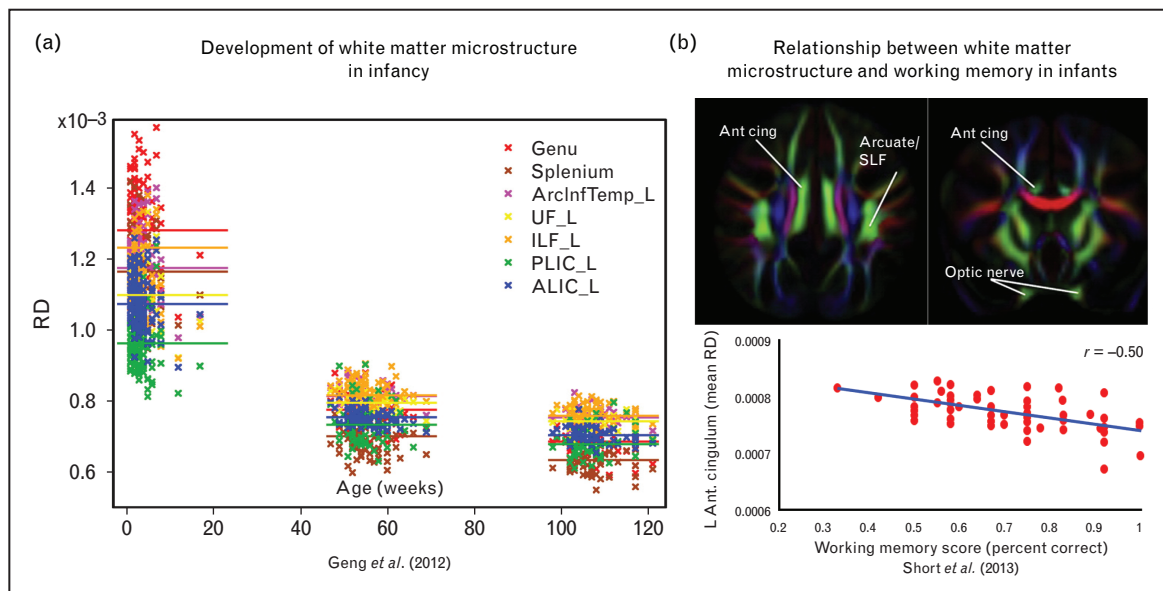 (a)
Development of white matter microstructure
in infancy
x10⁻³
1.4
1.2
1.0
0.8
0.6
RD
Genu
Splenium
ArcInfTemp_L
UF_L
ILF_L
PLIC_L
ALIC_L
Age (weeks)
0 20 40 60 80 100 120
Geng et al. (2012)
(b)
Relationship between white matter
microstructure and working memory in infants
Ant cing
Arcuate/
SLF
Ant cing
Optic nerve
r = –0.50
0.0009
0.0008
0.0007
0.0006
L Ant. cingulum (mean RD)
0.2 0.3 0.4 0.5 0.6 0.7 0.8 0.9 1
Working memory score (percent correct)
Short et al. (2013)